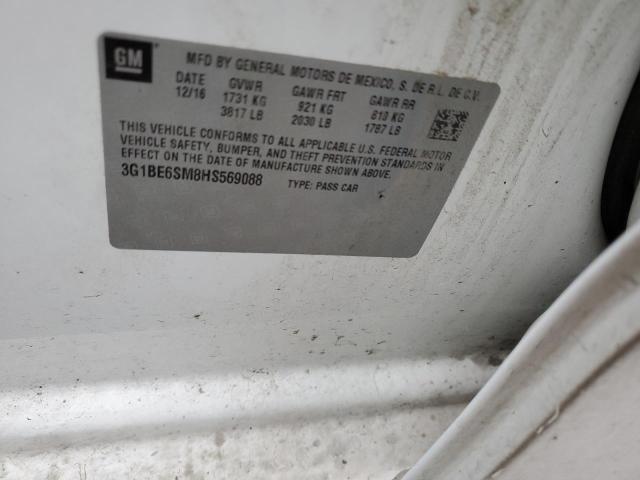 GM
MFD BY GENERAL MOTORS DE MEXICO, S. DE R.L. DE C.V.
DATE GVWR GAWR FRT GAWR RR
12/16 1731 KG 921 KG 810 KG
3817 LB 2030 LB 1787 LB
THIS VEHICLE CONFORMS TO ALL APPLICABLE U.S. FEDERAL MOTOR
VEHICLE SAFETY, BUMPER, AND THEFT PREVENTION STANDARDS IN
EFFECT ON THE DATE OF MANUFACTURE SHOWN ABOVE.
3G1BE6SM8HS569088 TYPE: PASS CAR